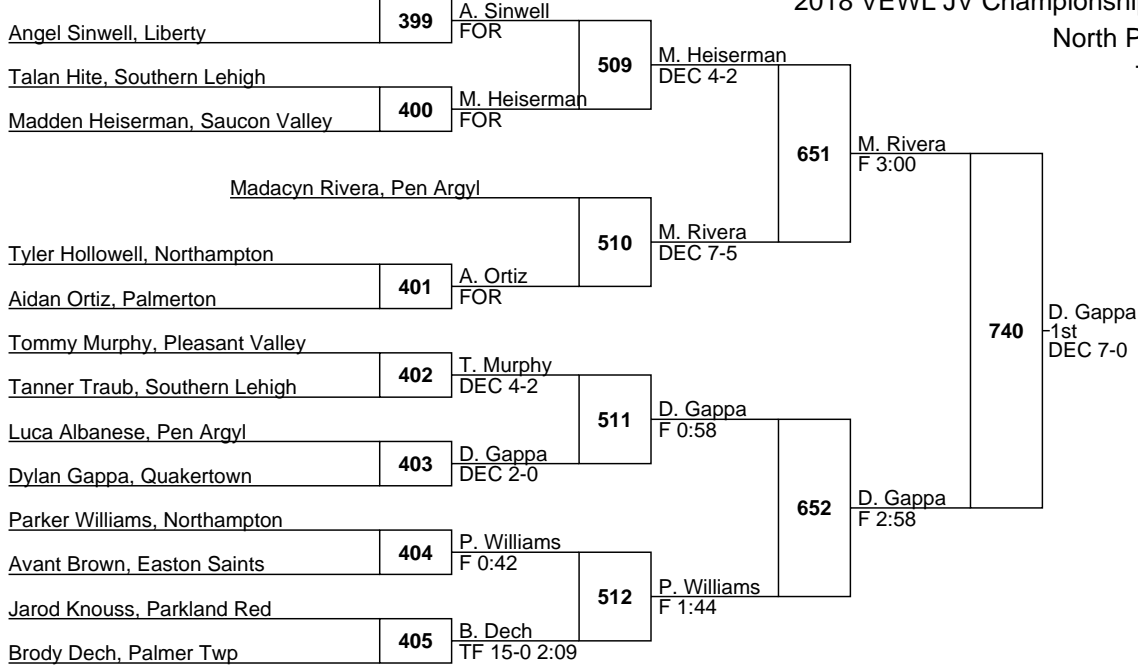 2018 VEWL JV Championshi
North P
Angel Sinwell, Liberty
399
A. Sinwell
FOR
Talan Hite, Southern Lehigh
Madden Heiserman, Saucon Valley
400
M. Heiserman
FOR
509
M. Heiserman
DEC 4-2
Madacyn Rivera, Pen Argyl
651
M. Rivera
F 3:00
Tyler Hollowell, Northampton
Aidan Ortiz, Palmerton
401
A. Ortiz
FOR
510
M. Rivera
DEC 7-5
Tommy Murphy, Pleasant Valley
Tanner Traub, Southern Lehigh
402
T. Murphy
DEC 4-2
740
D. Gappa
1st
DEC 7-0
Luca Albanese, Pen Argyl
Dylan Gappa, Quakertown
403
D. Gappa
DEC 2-0
511
D. Gappa
F 0:58
Parker Williams, Northampton
Avant Brown, Easton Saints
404
P. Williams
F 0:42
652
D. Gappa
F 2:58
Jarod Knouss, Parkland Red
Brody Dech, Palmer Twp
405
B. Dech
TF 15-0 2:09
512
P. Williams
F 1:44